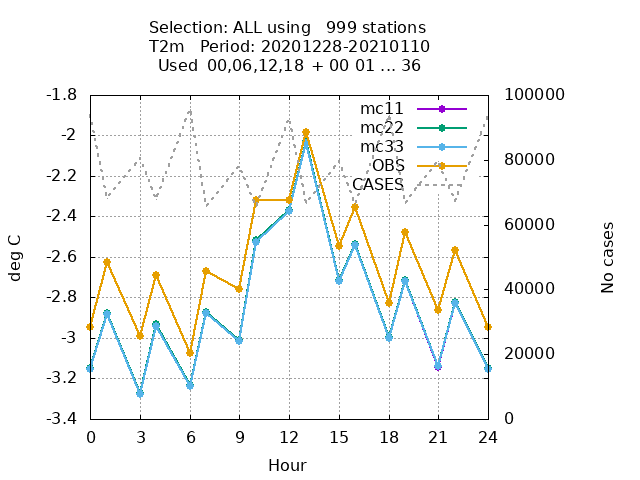 Selection: ALL using   999 stations
T2m   Period: 20201228-20210110
Used  00,06,12,18  + 00 01 ... 36
-1.8
-2
-2.2
-2.4
-2.6
-2.8
-3
-3.2
-3.4
deg C
mc11
mc22
mc33
OBS
CASES
100000
80000
60000
40000
20000
0
No cases
0 3 6 9 12 15 18 21 24
Hour